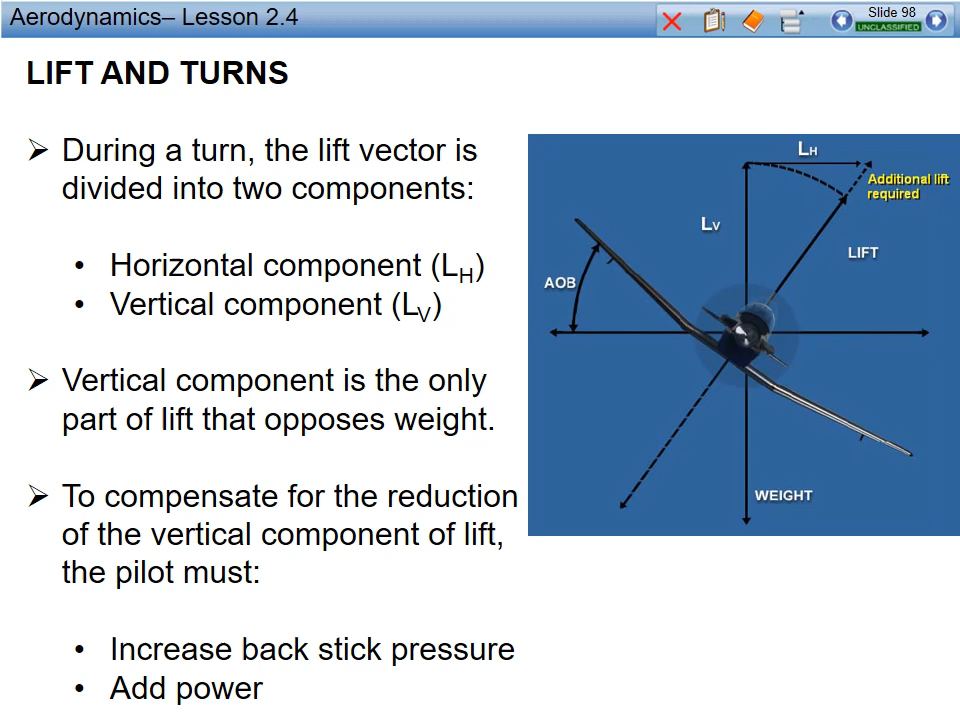 Aerodynamics– Lesson 2.4
Slide 98
UNCLASSIFIED
LIFT AND TURNS
➢ During a turn, the lift vector is
divided into two components:
• Horizontal component (LH)
• Vertical component (LV)
➢ Vertical component is the only
part of lift that opposes weight.
➢ To compensate for the reduction
of the vertical component of lift,
the pilot must:
• Increase back stick pressure
• Add power
LH
Additional lift
required
LV
LIFT
AOB
WEIGHT